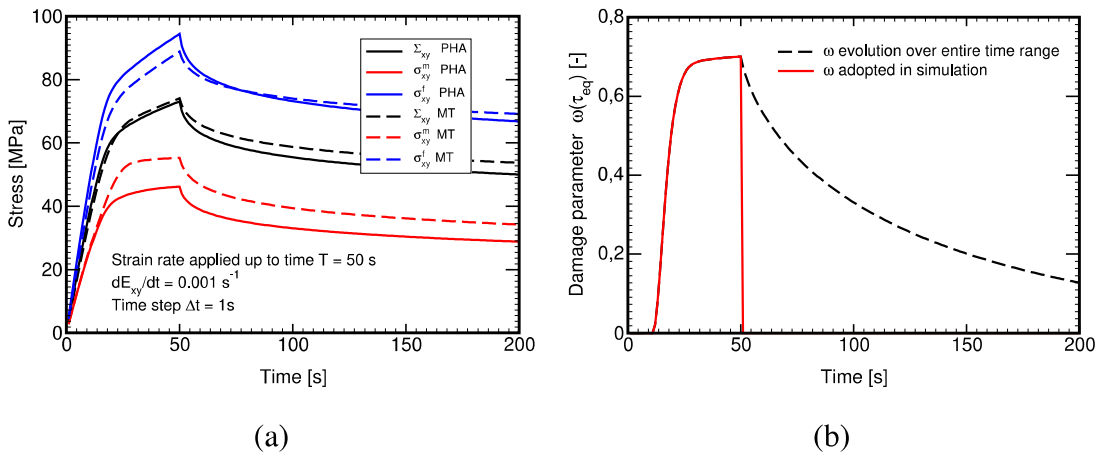 100
80
60
40
20
0
0 50 100 150 200
Stress [MPa]
Time [s]
Σxy PHA
σᵐxy PHA
σᶠxy PHA
Σxy MT
σᵐxy MT
σᶠxy MT
Strain rate applied up to time T = 50 s
dExy/dt = 0.001 s⁻¹
Time step Δt = 1s
(a)
0,8
0,6
0,4
0,2
0
0 50 100 150 200
Damage parameter ω(τeq) [-]
Time [s]
ω evolution over entire time range
ω adopted in simulation
(b)